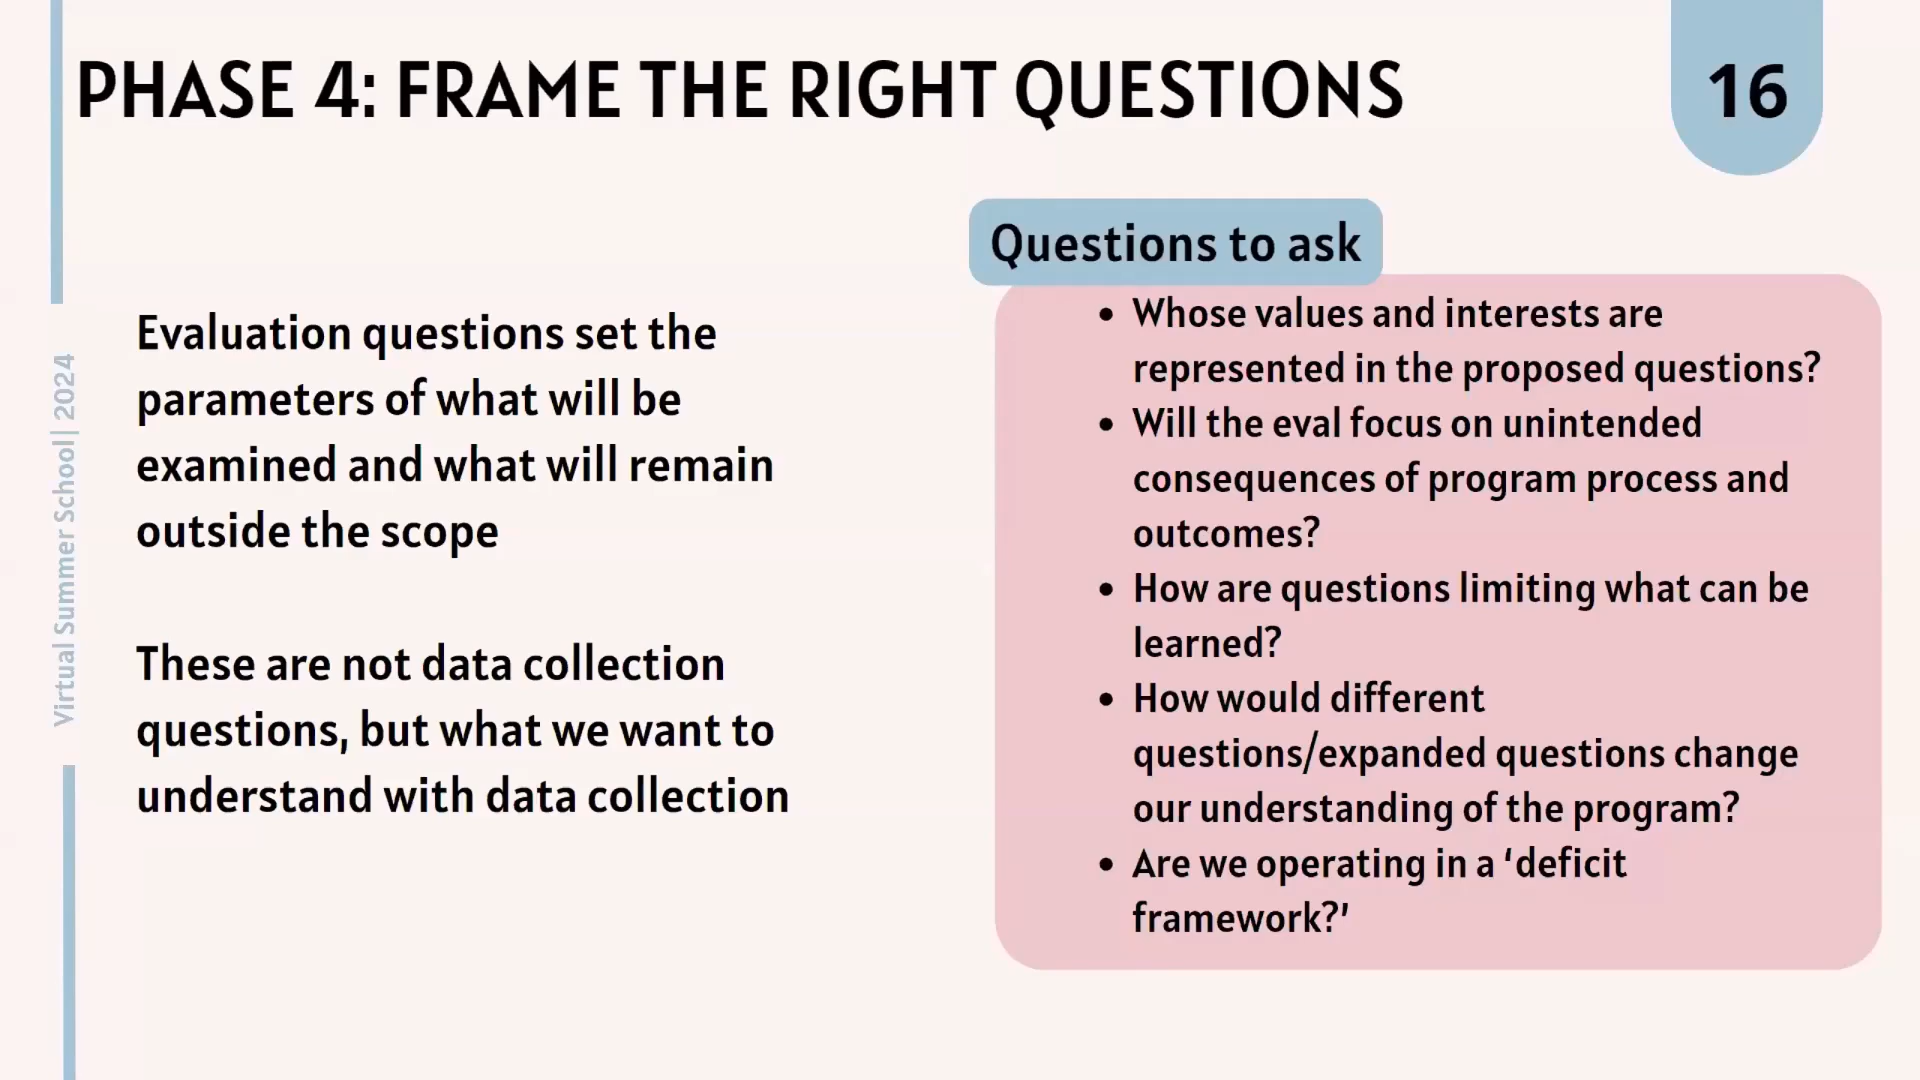 PHASE 4: FRAME THE RIGHT QUESTIONS
16
Virtual Summer School| 2024
Evaluation questions set the
parameters of what will be
examined and what will remain
outside the scope
These are not data collection
questions, but what we want to
understand with data collection
Questions to ask
• Whose values and interests are
represented in the proposed questions?
• Will the eval focus on unintended
consequences of program process and
outcomes?
• How are questions limiting what can be
learned?
• How would different
questions/expanded questions change
our understanding of the program?
• Are we operating in a ‘deficit
framework?’